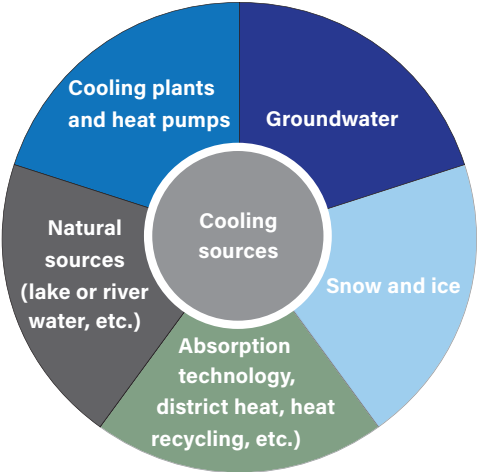 Cooling plants
and heat pumps
Groundwater
Cooling
sources
Natural
sources
(lake or river
water, etc.)
Snow and ice
Absorption
technology,
district heat, heat
recycling, etc.)